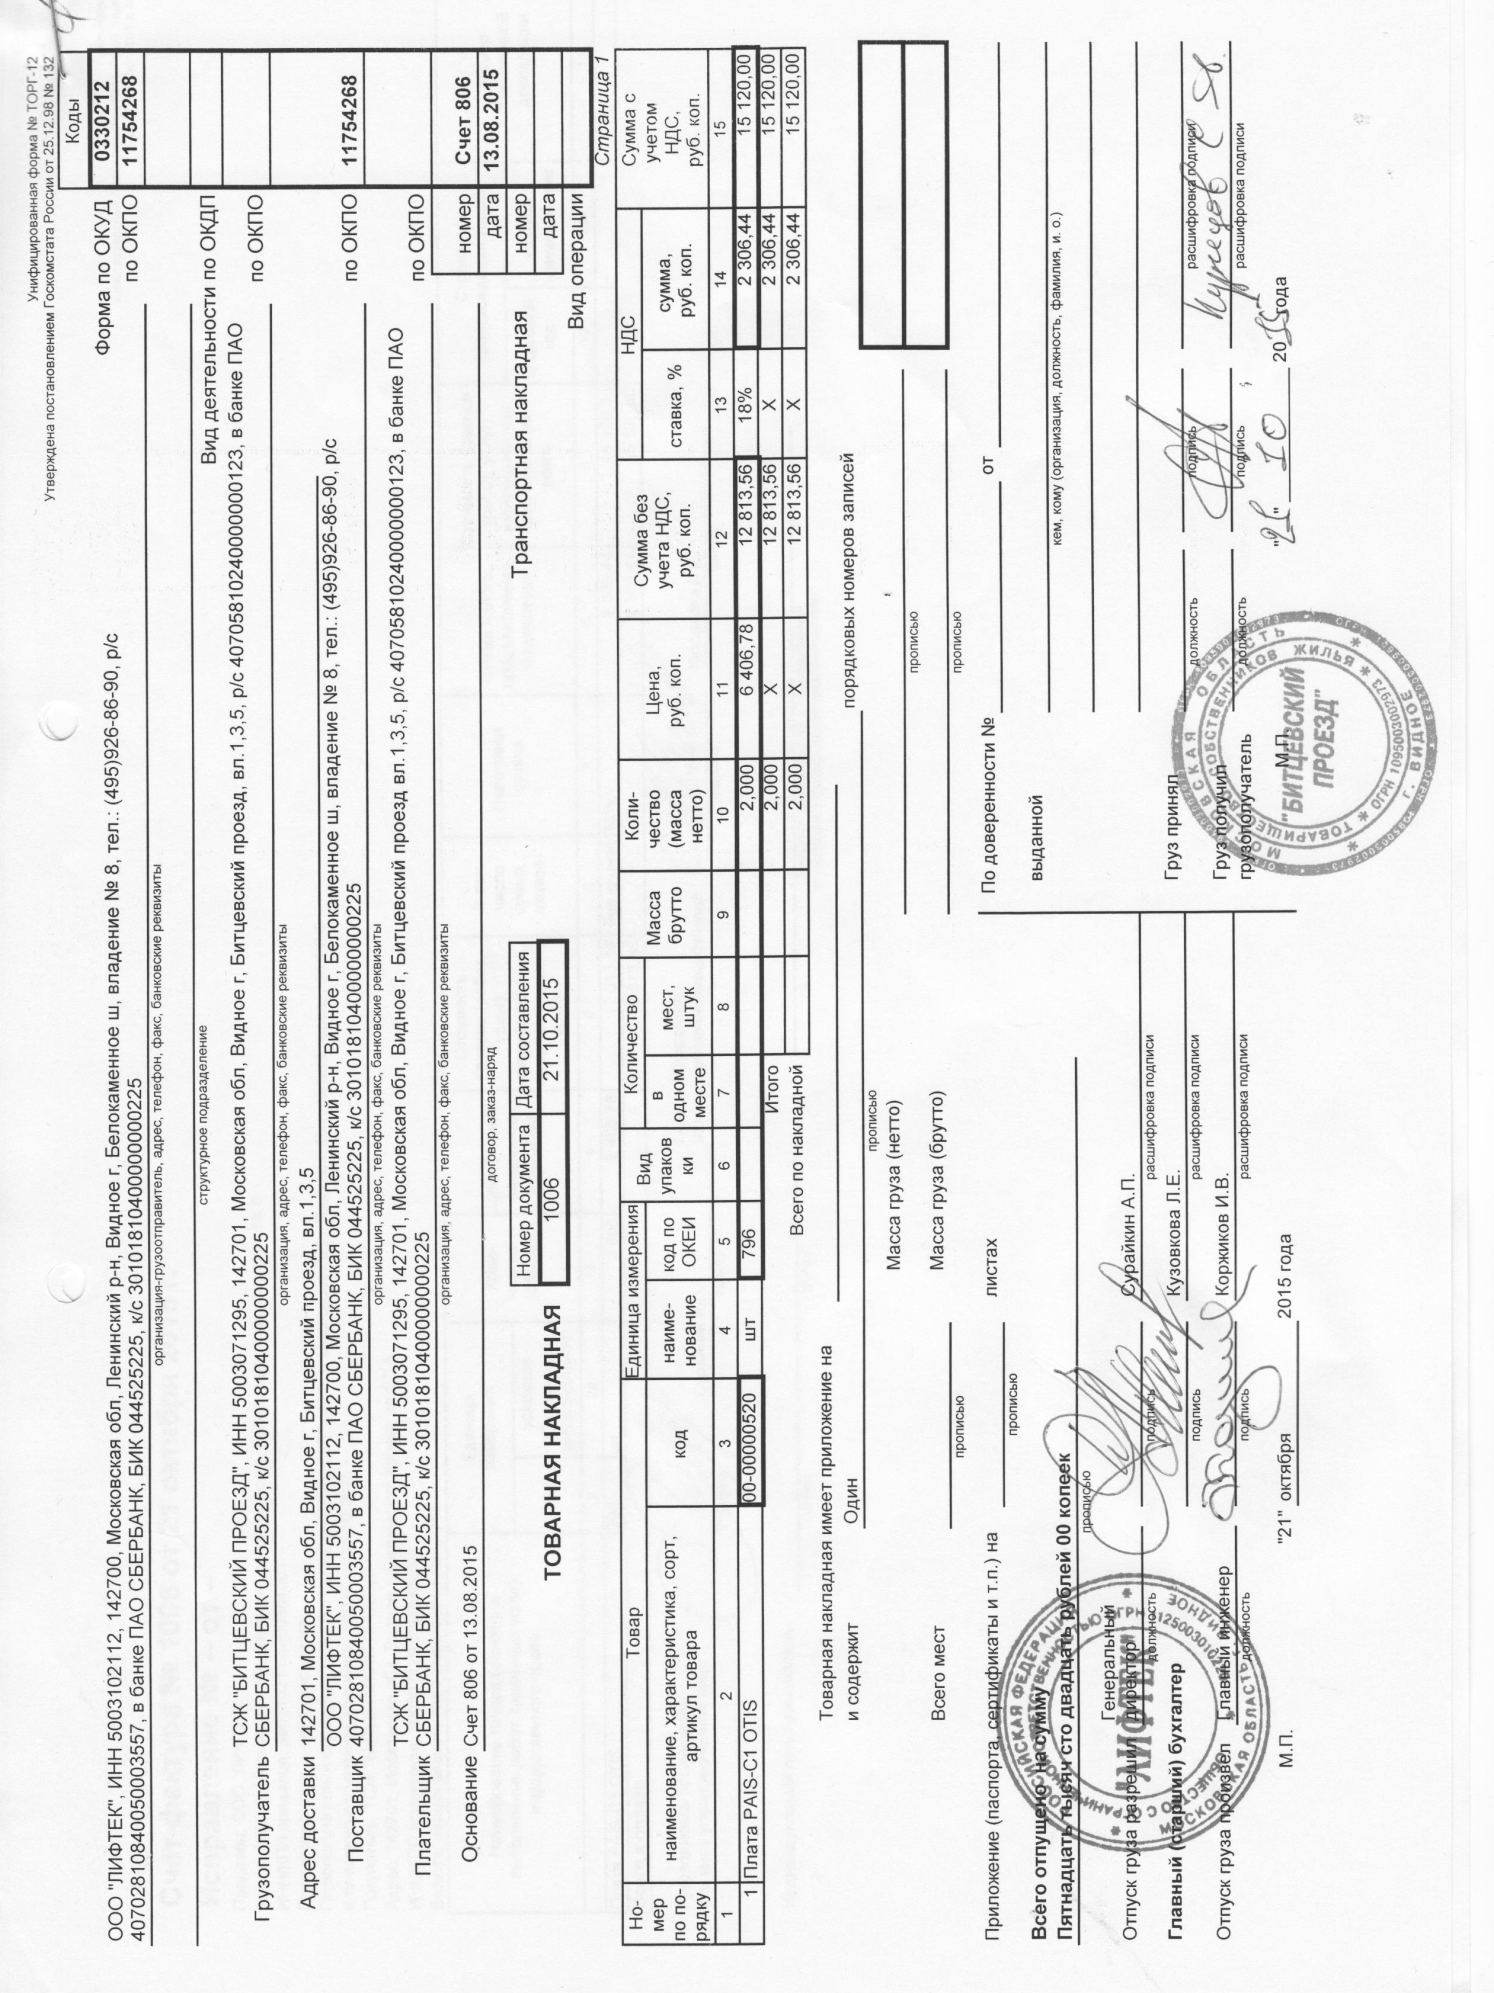 Унифицированная форма № ТОРГ-12
Утверждена постановлением Госкомстата России от 25.12.98 № 132
Коды
Форма по ОКУД 0330212
ООО "ЛИФТЕК", ИНН 5003102112, 142700, Московская обл, Ленинский р-н, Видное г, Белокаменное ш, владение № 8, тел.: (495)926-86-90, р/с
40702810840050003557, в банке ПАО СБЕРБАНК, БИК 044525225, к/с 30101810400000000225
по ОКПО 11754268
организация-грузоотправитель, адрес, телефон, факс, банковские реквизиты
структурное подразделение
Вид деятельности по ОКДП
Грузополучатель ТСЖ "БИТЦЕВСКИЙ ПРОЕЗД", ИНН 5003071295, 142701, Московская обл, Видное г, Битцевский проезд, вл.1,3,5, р/с 40705810240000000123, в банке ПАО
СБЕРБАНК, БИК 044525225, к/с 30101810400000000225
по ОКПО
организация, адрес, телефон, факс, банковские реквизиты
Адрес доставки 142701, Московская обл, Видное г, Битцевский проезд, вл.1,3,5
Поставщик ООО "ЛИФТЕК", ИНН 5003102112, 142700, Московская обл, Ленинский р-н, Видное г, Белокаменное ш, владение № 8, тел.: (495)926-86-90, р/с
40702810840050003557, в банке ПАО СБЕРБАНК, БИК 044525225, к/с 30101810400000000225
по ОКПО 11754268
организация, адрес, телефон, факс, банковские реквизиты
Плательщик ТСЖ "БИТЦЕВСКИЙ ПРОЕЗД", ИНН 5003071295, 142701, Московская обл, Видное г, Битцевский проезд вл.1,3,5, р/с 40705810240000000123, в банке ПАО
СБЕРБАНК, БИК 044525225, к/с 30101810400000000225
по ОКПО
организация, адрес, телефон, факс, банковские реквизиты
Основание Счет 806 от 13.08.2015
номер Счет 806
договор, заказ-наряд
дата 13.08.2015
Транспортная накладная
номер
дата
Вид операции
Номер документа Дата составления
ТОВАРНАЯ НАКЛАДНАЯ 1006 21.10.2015
Страница 1
Но-мер по по-рядку
Товар
наименование, характеристика, сорт, артикул товара
код
Единица измерения
наиме-нование
код по ОКЕИ
Вид упаков ки
Количество
в одном месте
мест, штук
Масса брутто
Коли-чество (масса нетто)
Цена, руб. коп.
Сумма без учета НДС, руб. коп.
НДС
ставка, %
сумма, руб. коп.
Сумма с учетом НДС, руб. коп.
1 2 3 4 5 6 7 8 9 10 11 12 13 14 15
1 Плата PAIS-C1 OTIS 00-00000520 шт 796 2,000 6 406,78 12 813,56 18% 2 306,44 15 120,00
Итого 2,000 X 12 813,56 X 2 306,44 15 120,00
Всего по накладной 2,000 X 12 813,56 X 2 306,44 15 120,00
Товарная накладная имеет приложение на
и содержит Один порядковых номеров записей
прописью
Масса груза (нетто)
прописью
Всего мест
прописью
Масса груза (брутто)
прописью
Приложение (паспорта, сертификаты и т.п.) на листах
прописью
Всего отпущено на сумму
Пятнадцать тысяч сто двадцать рублей 00 копеек
прописью
Отпуск груза разрешил Генеральный директор Сурайкин А.П.
должность подпись расшифровка подписи
Главный (старший) бухгалтер Кузовкова Л.Е.
подпись расшифровка подписи
Отпуск груза произвел Главный инженер Коржиков И.В.
должность подпись расшифровка подписи
М.П. "21" октября 2015 года
По доверенности № от
выданной
кем, кому (организация, должность, фамилия, и. о.)
Груз принял
должность подпись расшифровка подписи
Груз получил
грузополучатель
должность подпись расшифровка подписи
М.П. "21" 10 2015 года
"ЛИФТЕК"
МОСКОВСКАЯ ОБЛАСТЬ
ТОВАРИЩЕСТВО СОБСТВЕННИКОВ ЖИЛЬЯ
"БИТЦЕВСКИЙ
ПРОЕЗД"
ОГРН 1095003002973
Г. ВИДНОЕ